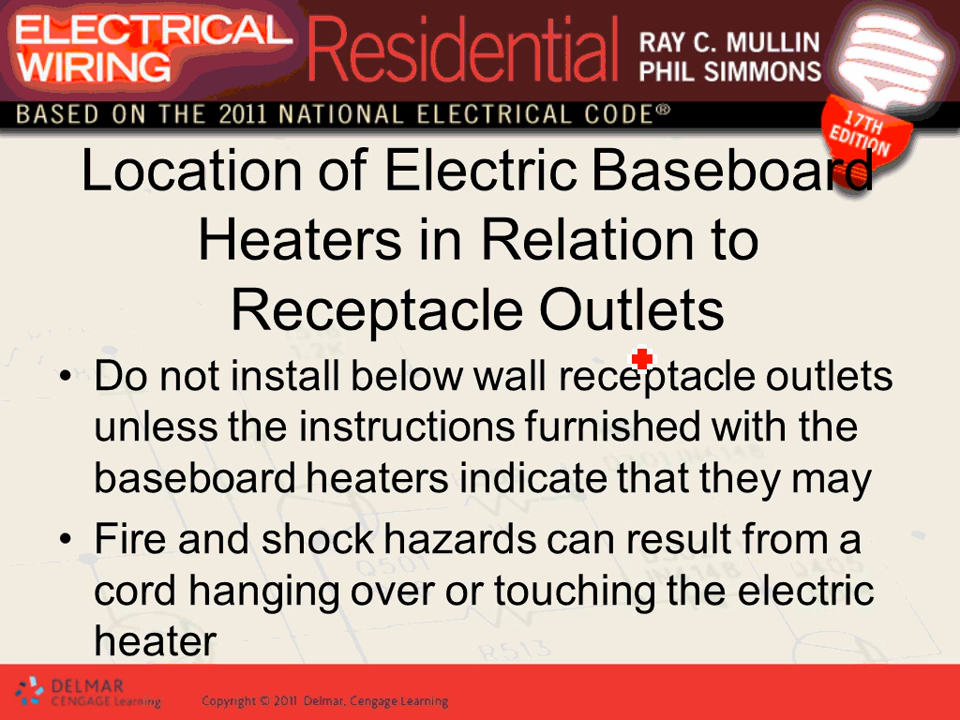 ELECTRICAL
WIRING
Residential
RAY C. MULLIN
PHIL SIMMONS
BASED ON THE 2011 NATIONAL ELECTRICAL CODE®
17TH
EDITION
Location of Electric Baseboard
Heaters in Relation to
Receptacle Outlets
• Do not install below wall receptacle outlets
unless the instructions furnished with the
baseboard heaters indicate that they may
• Fire and shock hazards can result from a
cord hanging over or touching the electric
heater
Q501
R513
DELMAR
CENGAGE Learning
Copyright © 2011 Delmar, Cengage Learning